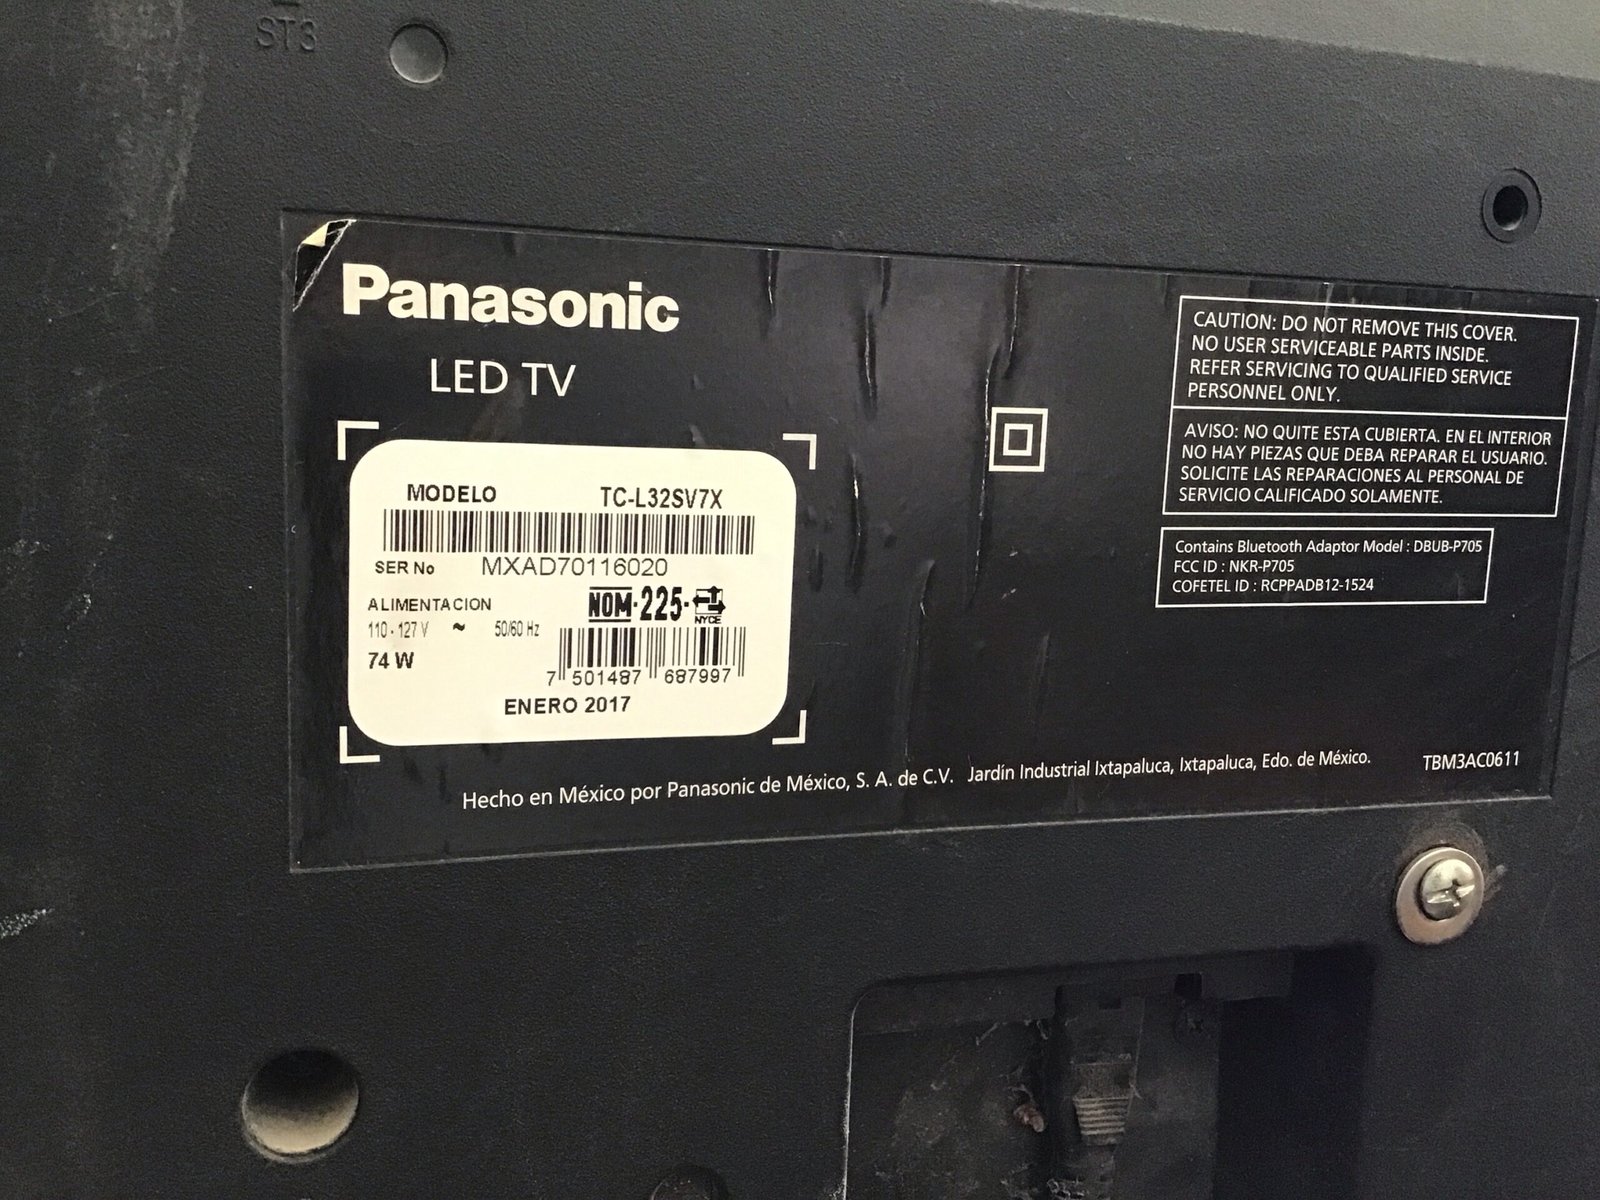 ST3
Panasonic
LED TV
MODELO TC-L32SV7X
SER No MXAD70116020
ALIMENTACION
110 - 127 V ~ 50/60 Hz
74 W
NOM·225·
NYCE
7 501487 687997
ENERO 2017
CAUTION: DO NOT REMOVE THIS COVER.
NO USER SERVICEABLE PARTS INSIDE.
REFER SERVICING TO QUALIFIED SERVICE
PERSONNEL ONLY.
AVISO: NO QUITE ESTA CUBIERTA. EN EL INTERIOR
NO HAY PIEZAS QUE DEBA REPARAR EL USUARIO.
SOLICITE LAS REPARACIONES AL PERSONAL DE
SERVICIO CALIFICADO SOLAMENTE.
Contains Bluetooth Adaptor Model : DBUB-P705
FCC ID : NKR-P705
COFETEL ID : RCPPADB12-1524
Hecho en México por Panasonic de México, S. A. de C.V. Jardín Industrial Ixtapaluca, Ixtapaluca, Edo. de México.
TBM3AC0611